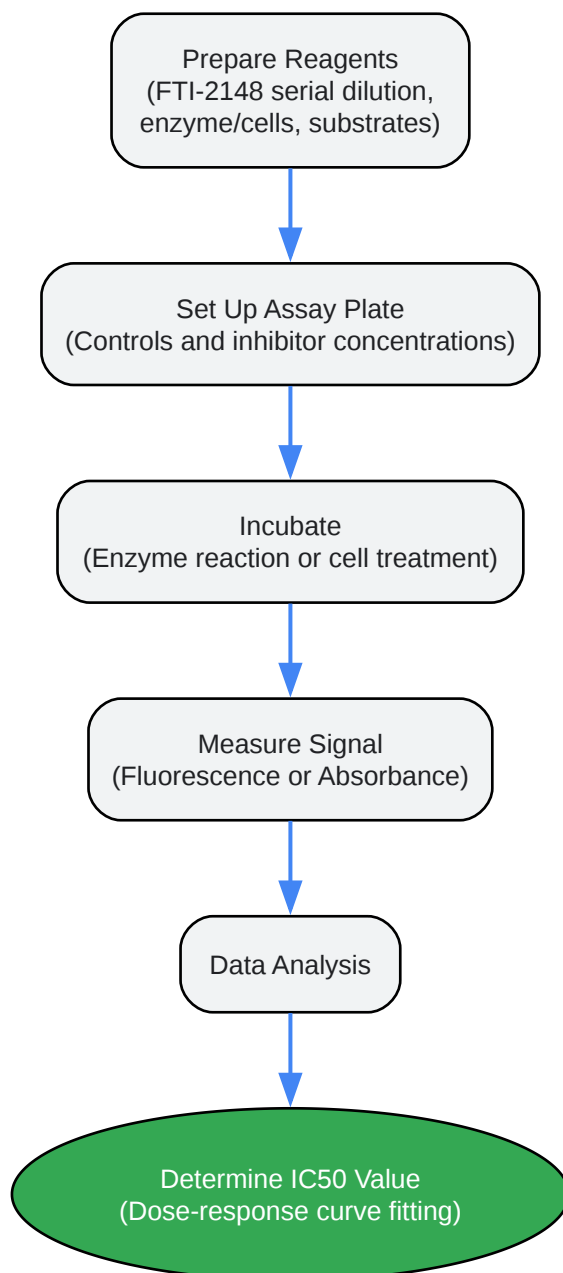 Prepare Reagents
(FTI-2148 serial dilution,
enzyme/cells, substrates)
Set Up Assay Plate
(Controls and inhibitor concentrations)
Incubate
(Enzyme reaction or cell treatment)
Measure Signal
(Fluorescence or Absorbance)
Data Analysis
Determine IC50 Value
(Dose-response curve fitting)